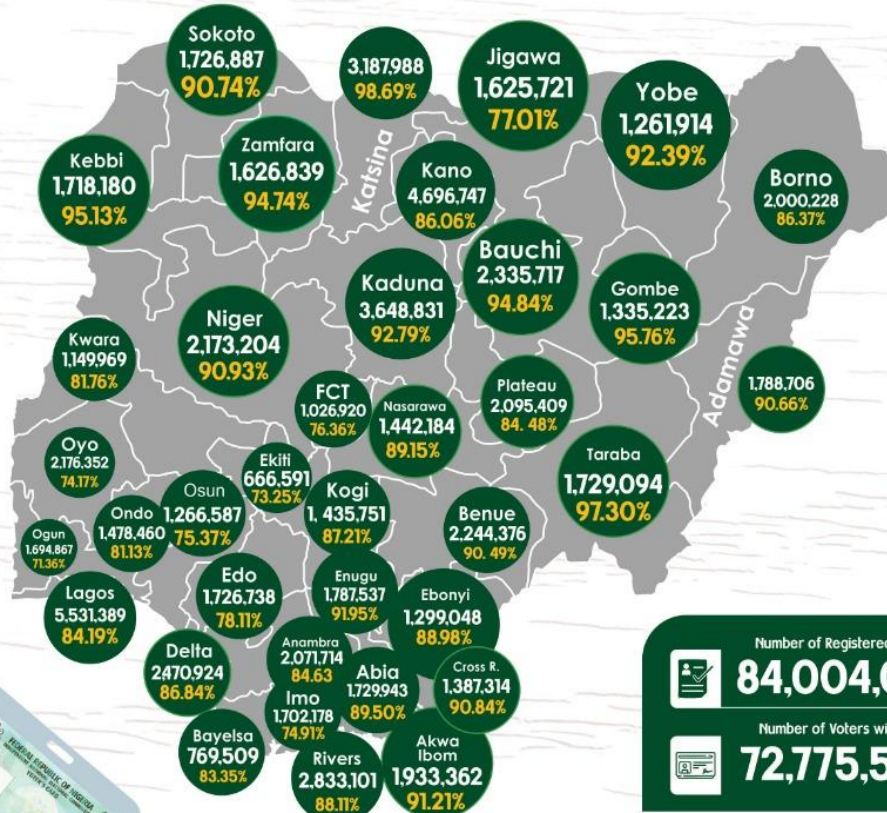 Sokoto
1,726,887
90.74%
3,187,988
98.69%
Katsina
Jigawa
1,625,721
77.01%
Yobe
1,261,914
92.39%
Kebbi
1,718,180
95.13%
Zamfara
1,626,839
94.74%
Kano
4,696,747
86.06%
Borno
2,000,228
86.37%
Bauchi
2,335,717
94.84%
Kaduna
3,648,831
92.79%
Gombe
1,335,223
95.76%
Niger
2,173,204
90.93%
Kwara
1,149,969
81.76%
Adamawa
1,788,706
90.66%
FCT
1,026,920
76.36%
Nasarawa
1,442,184
89.15%
Plateau
2,095,409
84. 48%
Oyo
2,176,352
74.17%
Ekiti
666,591
73.25%
Taraba
1,729,094
97.30%
Osun
1,266,587
75.37%
Kogi
1, 435,751
87.21%
Ondo
1,478,460
81.13%
Benue
2,244,376
90. 49%
Ogun
1,694,867
71.36%
Lagos
5,531,389
84.19%
Edo
1,726,738
78.11%
Enugu
1,787,537
91.95%
Ebonyi
1,299,048
88.98%
Delta
2,470,924
86.84%
Anambra
2,071,714
84.63
Abia
1,729,943
89.50%
Cross R.
1,387,314
90.84%
Imo
1,702,178
74.91%
Bayelsa
769,509
83.35%
Rivers
2,833,101
88.11%
Akwa
Ibom
1,933,362
91.21%
Number of Registered
84,004,0
Number of Voters wi
72,775,5
FEDERAL REPUBLIC OF NIGERIA